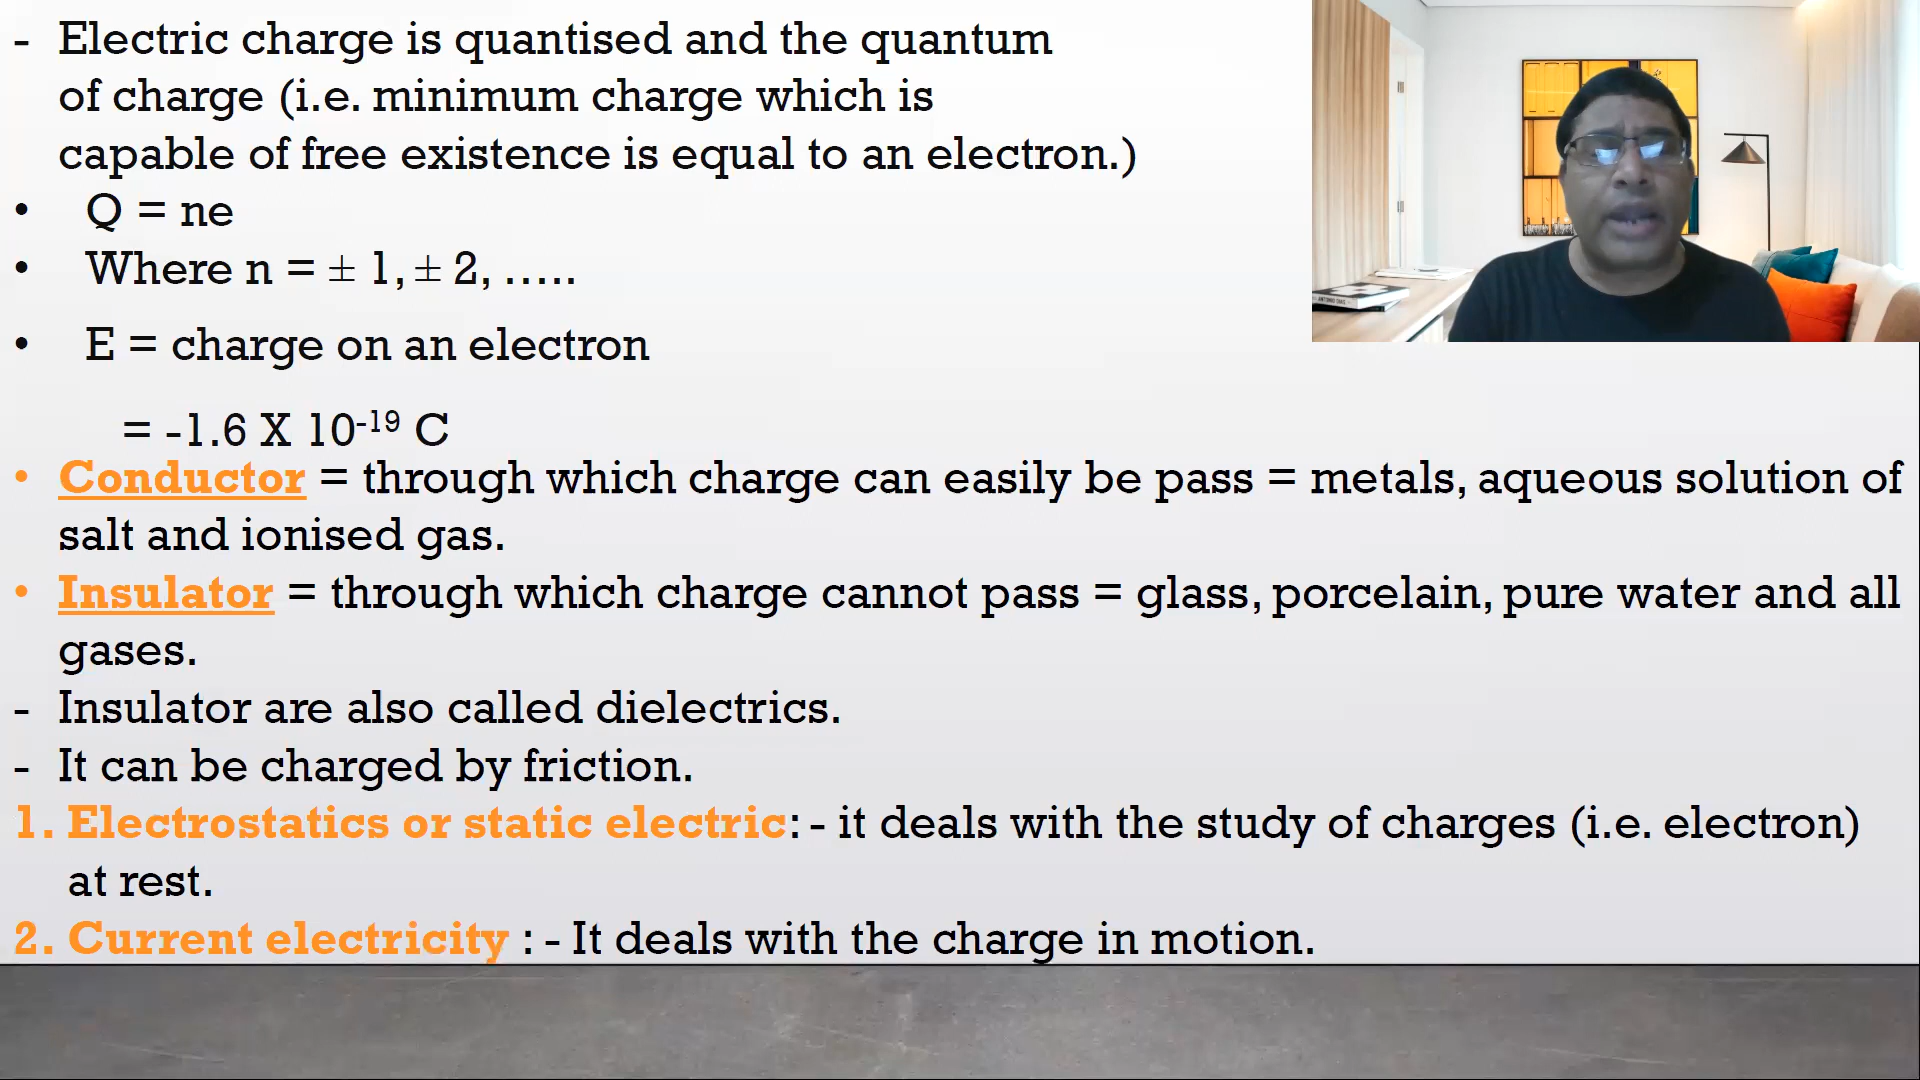 - Electric charge is quantised and the quantum
of charge (i.e. minimum charge which is
capable of free existence is equal to an electron.)
• Q = ne
• Where n = ± 1, ± 2, …..
• E = charge on an electron
= -1.6 X 10⁻¹⁹ C
• Conductor = through which charge can easily be pass = metals, aqueous solution of
salt and ionised gas.
• Insulator = through which charge cannot pass = glass, porcelain, pure water and all
gases.
- Insulator are also called dielectrics.
- It can be charged by friction.
1. Electrostatics or static electric: - it deals with the study of charges (i.e. electron)
at rest.
2. Current electricity : - It deals with the charge in motion.